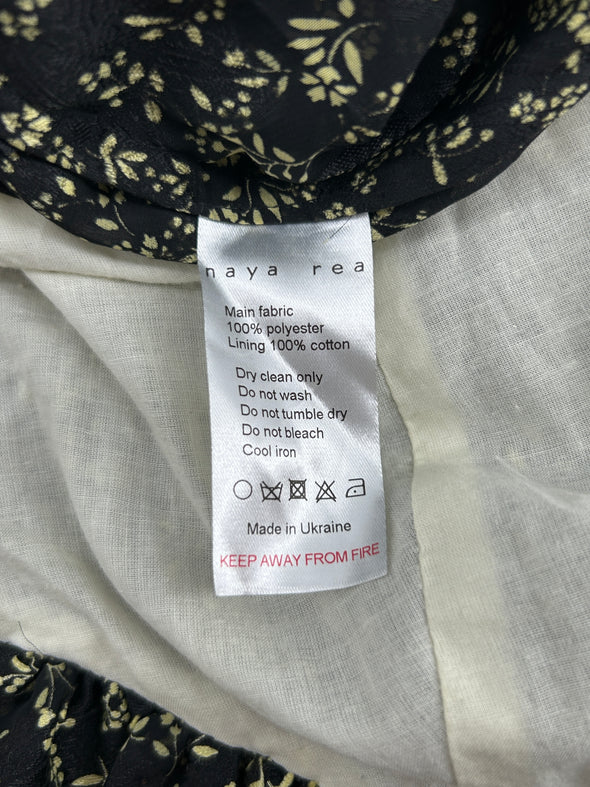 naya rea
Main fabric
100% polyester
Lining 100% cotton
Dry clean only
Do not wash
Do not tumble dry
Do not bleach
Cool iron
Made in Ukraine
KEEP AWAY FROM FIRE